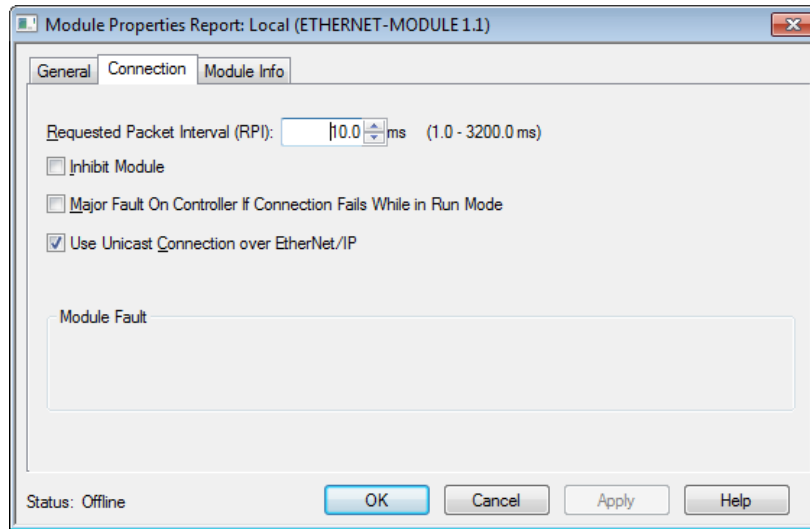 Module Properties Report: Local (ETHERNET-MODULE 1.1)
General Connection Module Info
Requested Packet Interval (RPI): 10.0 ms (1.0 - 3200.0 ms)
Inhibit Module
Major Fault On Controller If Connection Fails While in Run Mode
Use Unicast Connection over EtherNet/IP
Module Fault
Status: Offline OK Cancel Apply Help